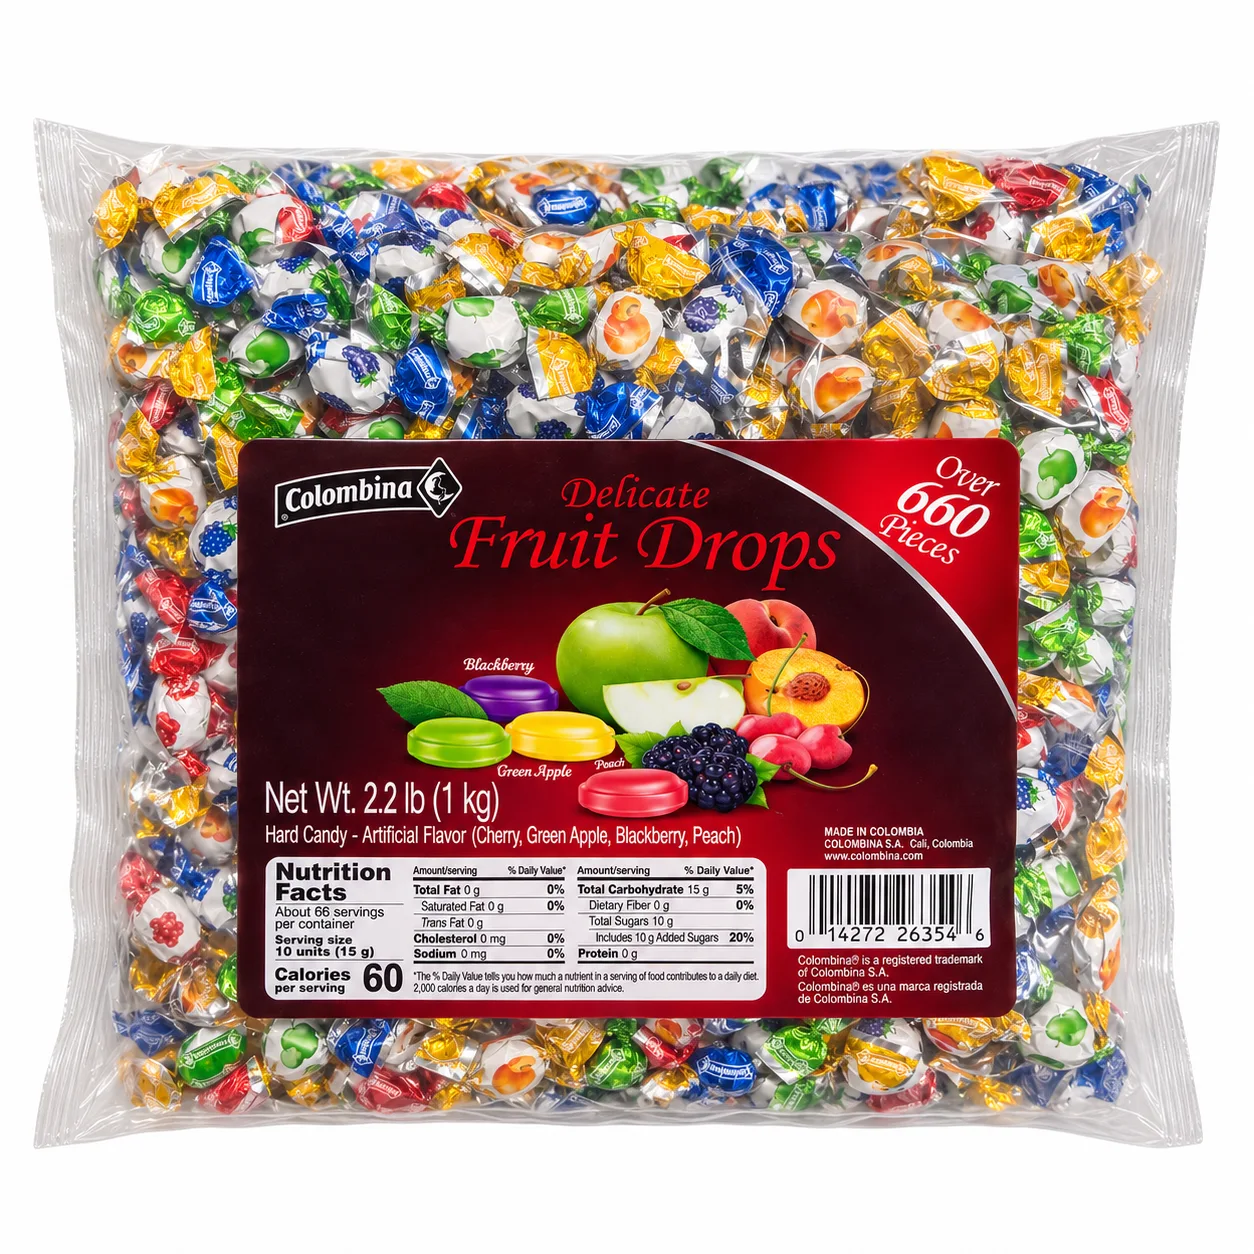 Colombina
®
Delicate
Fruit Drops
Over
660
Pieces
Blackberry
Green Apple
Peach
Net Wt. 2.2 lb (1 kg)
Hard Candy - Artificial Flavor (Cherry, Green Apple, Blackberry, Peach)
MADE IN COLOMBIA
COLOMBINA S.A. Cali, Colombia
www.colombina.com
Nutrition
Facts
About 66 servings
per container
Serving size
10 units (15 g)
Calories
per serving 60
Amount/serving % Daily Value*
Total Fat 0 g 0%
Saturated Fat 0 g 0%
Trans Fat 0 g
Cholesterol 0 mg 0%
Sodium 0 mg 0%
Amount/serving % Daily Value*
Total Carbohydrate 15 g 5%
Dietary Fiber 0 g 0%
Total Sugars 10 g
Includes 10 g Added Sugars 20%
Protein 0 g
*The % Daily Value tells you how much a nutrient in a serving of food contributes to a daily diet.
2,000 calories a day is used for general nutrition advice.
0 14272 26354 6
Colombina® is a registered trademark
of Colombina S.A.
Colombina® es una marca registrada
de Colombina S.A.